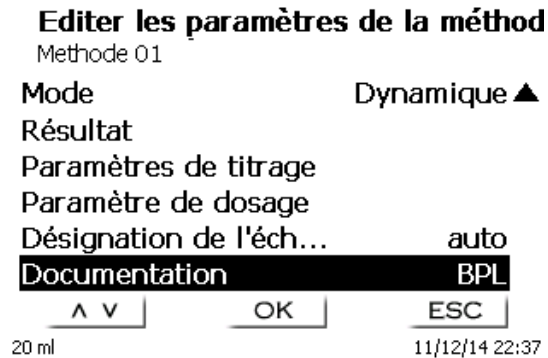 Editer les paramètres de la méthod
Methode 01
Mode Dynamique ▲
Résultat
Paramètres de titrage
Paramètre de dosage
Désignation de l'éch... auto
Documentation BPL
∧ ∨ OK ESC
20 ml 11/12/14 22:37